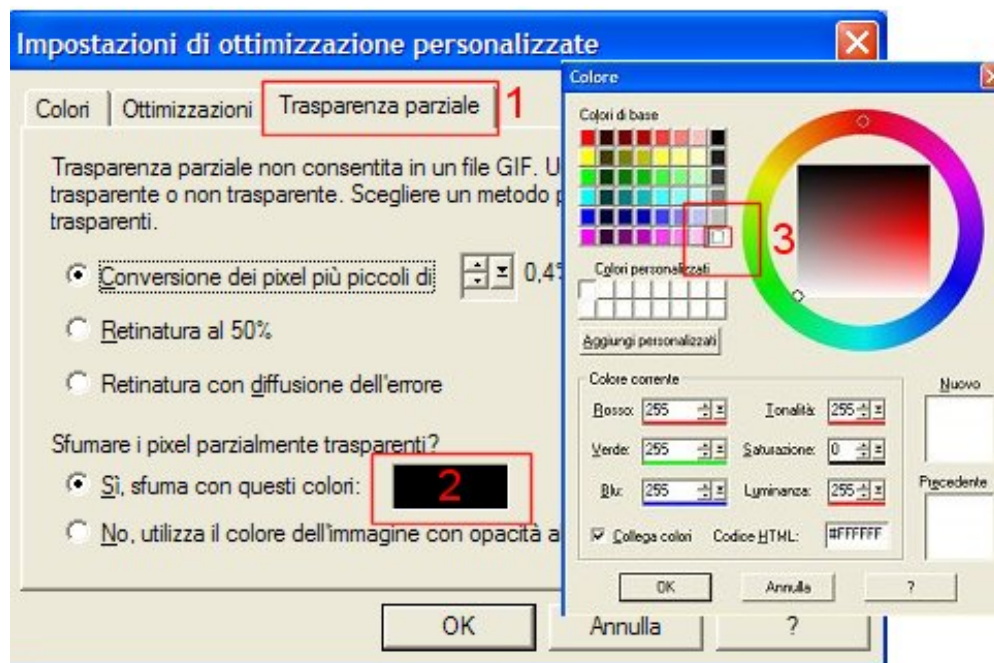 Impostazioni di ottimizzazione personalizzate
Colori Ottimizzazioni Trasparenza parziale 1
Trasparenza parziale non consentita in un file GIF. U
trasparente o non trasparente. Scegliere un metodo p
trasparenti.
Conversione dei pixel più piccoli di 0,4%
Retinatura al 50%
Retinatura con diffusione dell'errore
Sfumare i pixel parzialmente trasparenti?
Sì, sfuma con questi colori: 2
No, utilizza il colore dell'immagine con opacità a
OK Annulla ?
Colore
Colori di base
3
Colori personalizzati
Aggiungi personalizzati
Colore corrente
Rosso: 255 Tonalità: 255
Verde: 255 Saturazione: 0
Blu: 255 Luminanza: 255
Collega colori Codice HTML: #FFFFFF
Nuovo
Precedente
OK Annulla ?